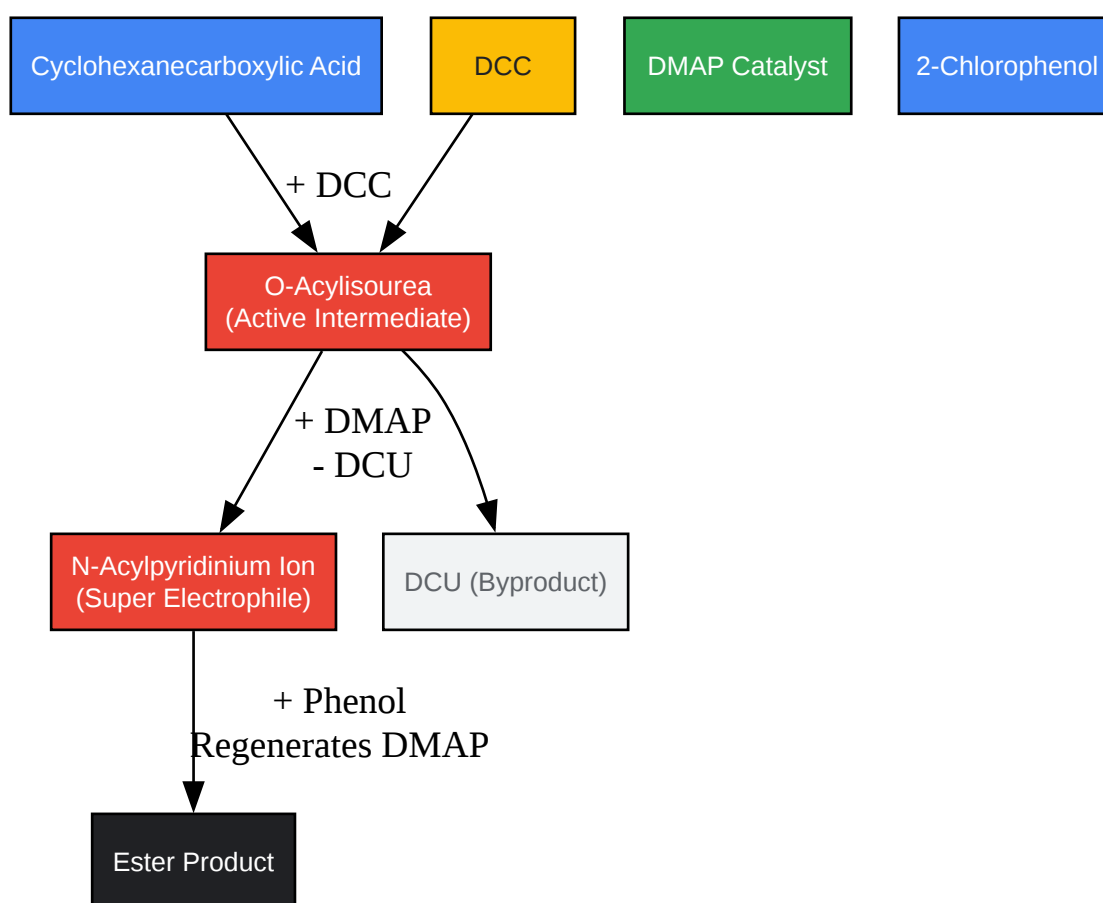 Cyclohexanecarboxylic Acid
DCC
DMAP Catalyst
2-Chlorophenol
+ DCC
O-Acylisourea
(Active Intermediate)
+ DMAP
- DCU
N-Acylpyridinium Ion
(Super Electrophile)
DCU (Byproduct)
+ Phenol
Regenerates DMAP
Ester Product